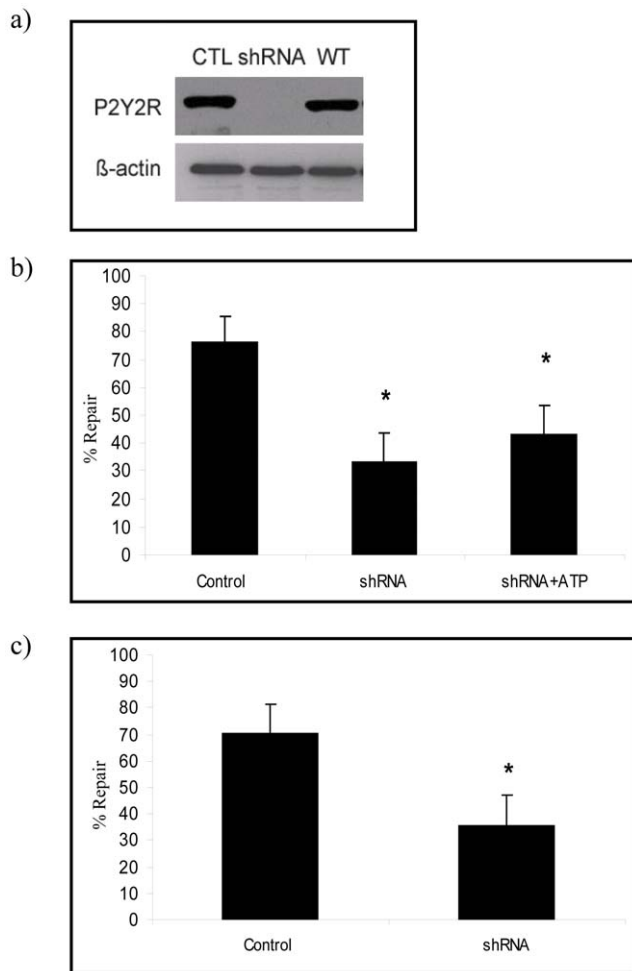 a)
CTL shRNA WT
P2Y2R
ß-actin
b)
100
90
80
70
60
50
40
30
20
10
0
% Repair
*
*
Control shRNA shRNA+ATP
c)
100
90
80
70
60
50
40
30
20
10
0
% Repair
*
Control shRNA